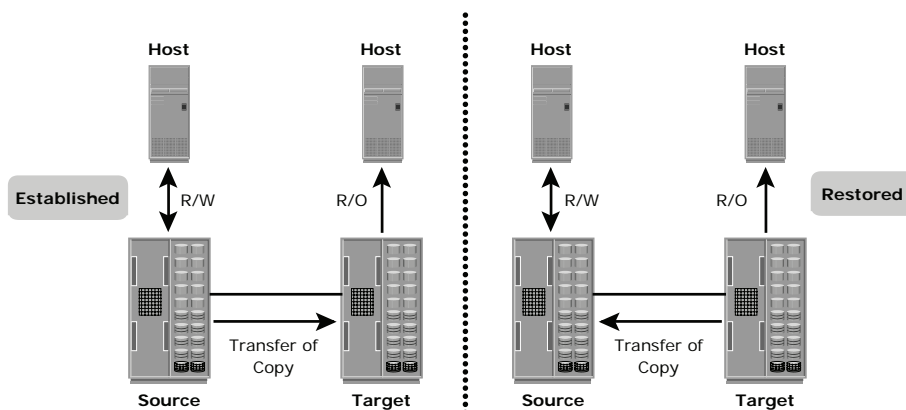 Host
Host
Established
R/W
R/O
Transfer of
Copy
Source
Target
Host
Host
Restored
R/W
R/O
Transfer of
Copy
Source
Target